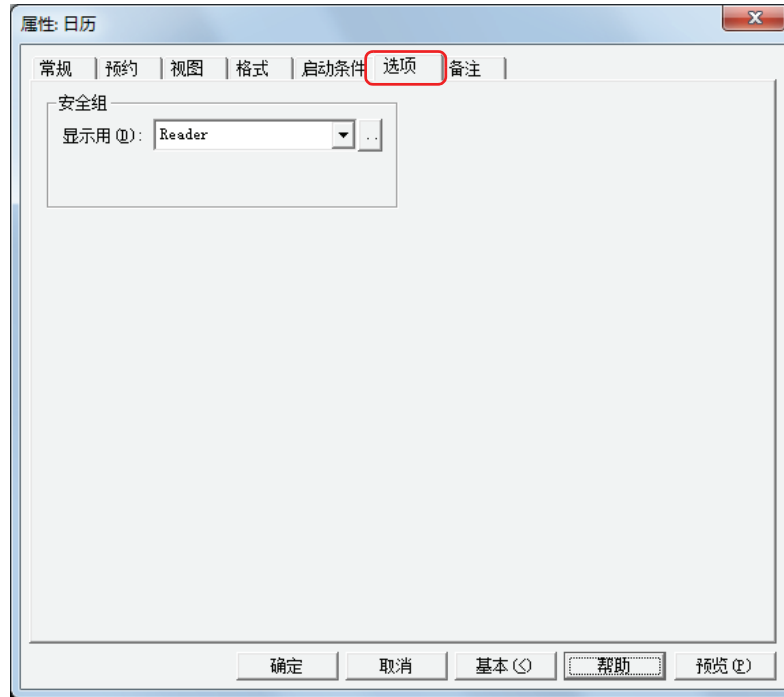 属性: 日历
常规 预约 视图 格式 启动条件 选项 备注
安全组
显示用(D): Reader ..
确定 取消 基本(<) 帮助 预览(P)